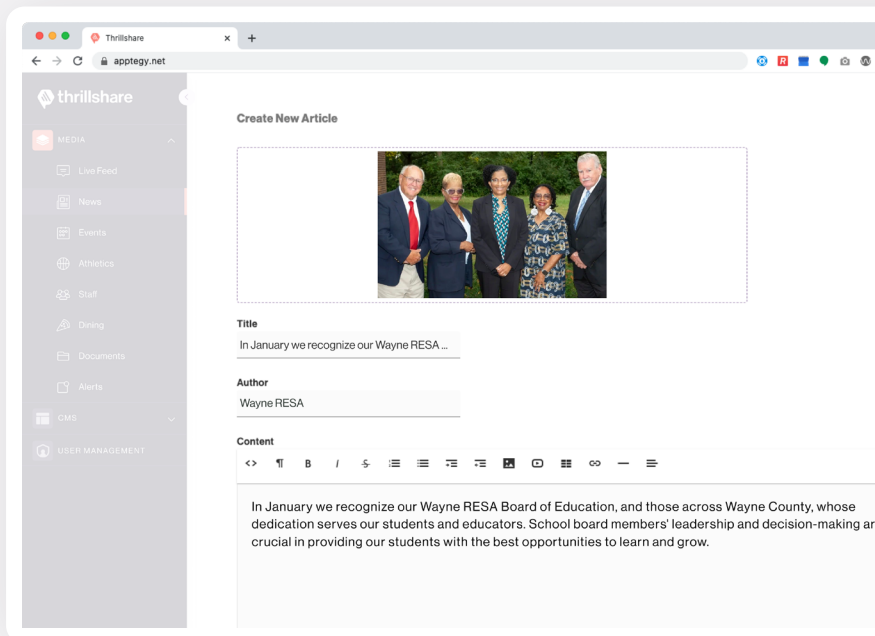 Thrillshare
apptegy.net
thrillshare
MEDIA
Live Feed
News
Events
Athletics
Staff
Dining
Documents
Alerts
CMS
USER MANAGEMENT
Create New Article
Title
In January we recognize our Wayne RESA ...
Author
Wayne RESA
Content
B
I
S
In January we recognize our Wayne RESA Board of Education, and those across Wayne County, whose
dedication serves our students and educators. School board members' leadership and decision-making
crucial in providing our students with the best opportunities to learn and grow.